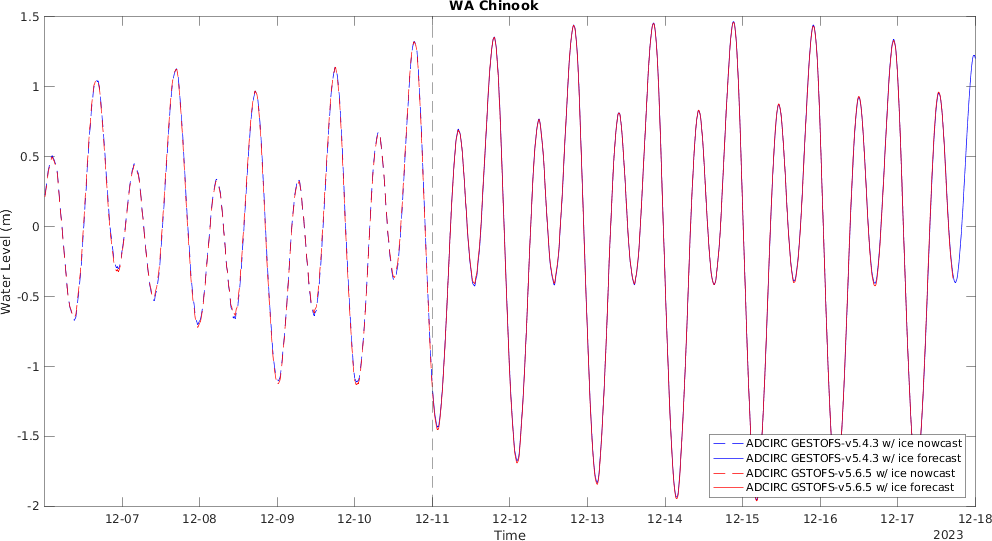 WA Chinook
1.5
1
0.5
0
-0.5
-1
-1.5
-2
Water Level (m)
ADCIRC GESTOFS-v5.4.3 w/ ice nowcast
ADCIRC GESTOFS-v5.4.3 w/ ice forecast
ADCIRC GSTOFS-v5.6.5 w/ ice nowcast
ADCIRC GSTOFS-v5.6.5 w/ ice forecast
12-07 12-08 12-09 12-10 12-11 12-12 12-13 12-14 12-15 12-16 12-17 12-18
Time
2023